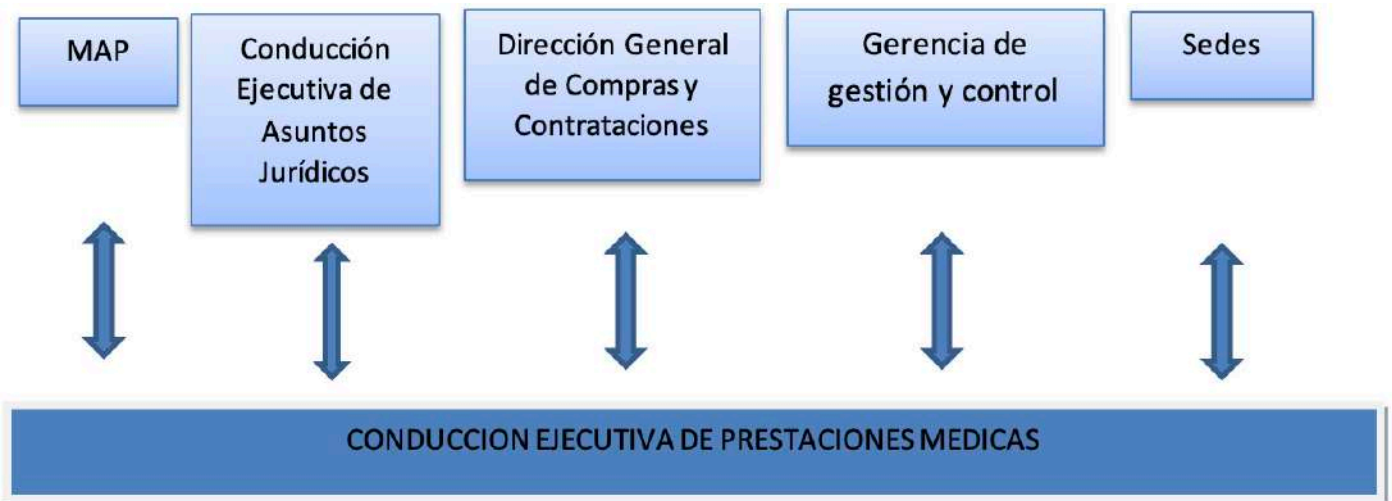 MAP
Conducción
Ejecutiva de
Asuntos
Jurídicos
Dirección General
de Compras y
Contrataciones
Gerencia de
gestión y control
Sedes
CONDUCCION EJECUTIVA DE PRESTACIONES MEDICAS